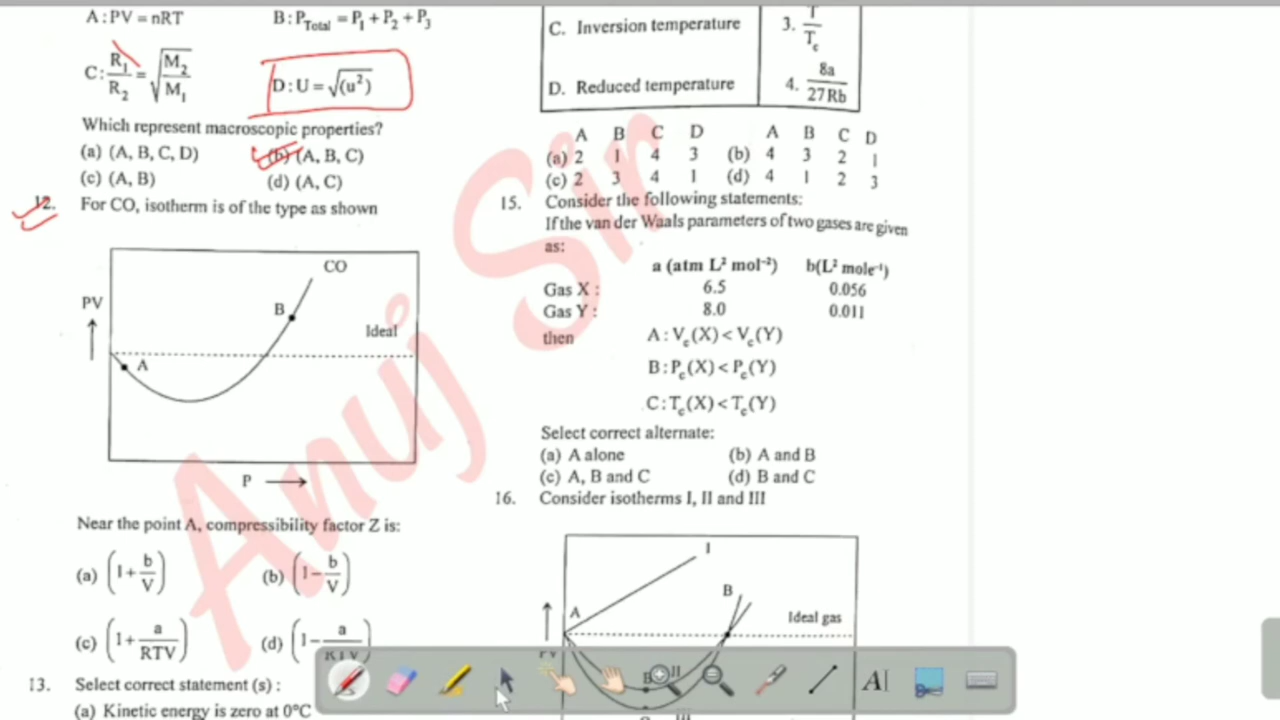 A : PV = nRT
B : P_Total = P_1 + P_2 + P_3
C : R_1/R_2 = √(M_2/M_1)
D : U = √(u²)
Which represent macroscopic properties?
(a) (A, B, C, D)
(b) (A, B, C)
(c) (A, B)
(d) (A, C)
12. For CO, isotherm is of the type as shown
CO
PV
B
Ideal
A
P
Near the point A, compressibility factor Z is:
(a) (1 + b/V)
(b) (1 − b/V)
(c) (1 + a/RTV)
(d) (1 − a/RTV)
13. Select correct statement (s) :
(a) Kinetic energy is zero at 0°C
C. Inversion temperature
3. T/T_c
D. Reduced temperature
4. 8a/27Rb
A B C D A B C D
(a) 2 1 4 3 (b) 4 3 2 1
(c) 2 3 4 1 (d) 4 1 2 3
15. Consider the following statements:
If the van der Waals parameters of two gases are given
as:
a (atm L² mol⁻²) b(L² mole⁻¹)
Gas X : 6.5 0.056
Gas Y : 8.0 0.011
then A : V_c(X) < V_c(Y)
B : P_c(X) < P_c(Y)
C : T_c(X) < T_c(Y)
Select correct alternate:
(a) A alone
(b) A and B
(c) A, B and C
(d) B and C
16. Consider isotherms I, II and III
I
B
A
Ideal gas
PV
II
III
Anuj Sir
A